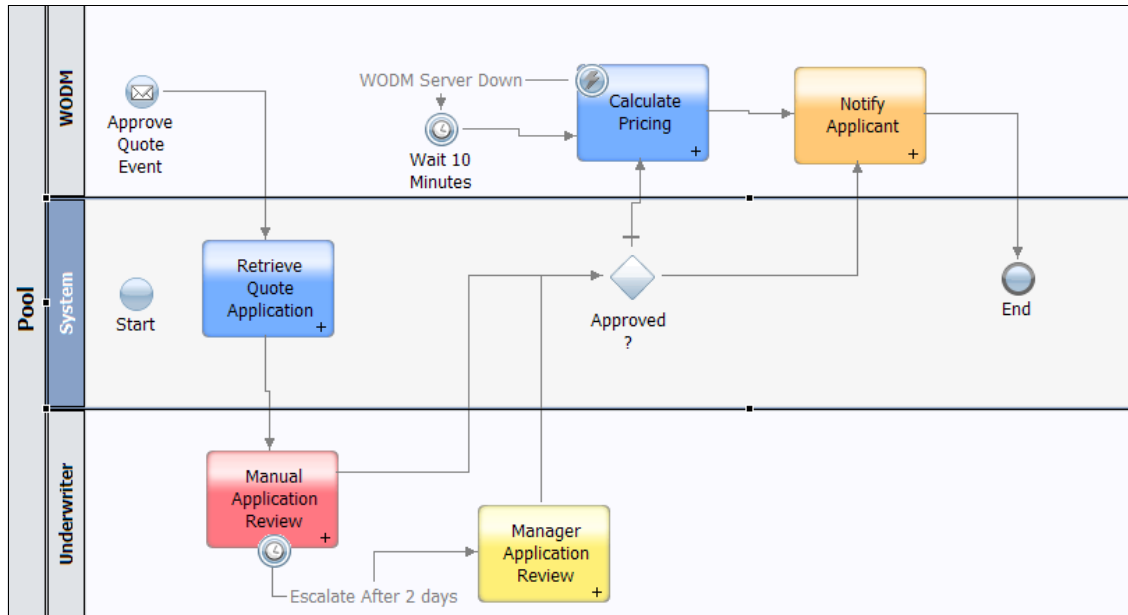 Pool
WODM
Approve
Quote
Event
WODM Server Down
Wait 10
Minutes
Calculate
Pricing
+
Notify
Applicant
+
System
Start
Retrieve
Quote
Application
+
Approved
?
End
Underwriter
Manual
Application
Review
+
Escalate After 2 days
Manager
Application
Review
+